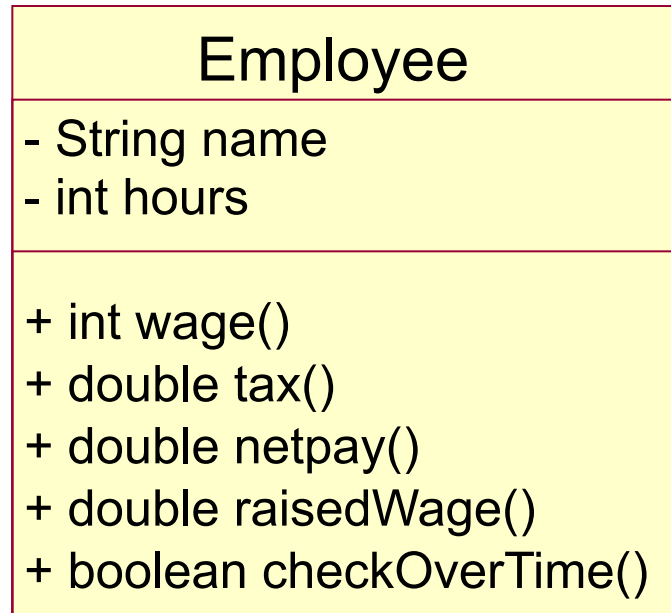 Employee
- String name
- int hours
+ int wage()
+ double tax()
+ double netpay()
+ double raisedWage()
+ boolean checkOverTime()